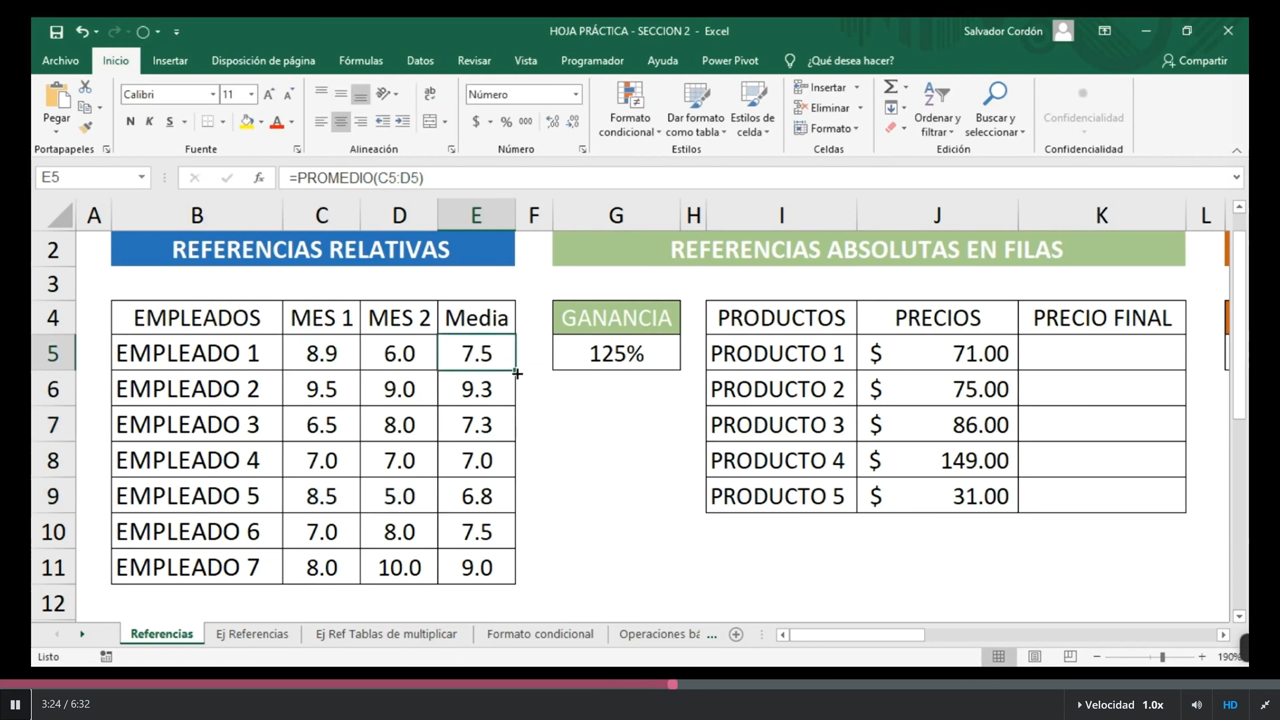 HOJA PRÁCTICA - SECCION 2 - Excel
Salvador Cordón
Archivo Inicio Insertar Disposición de página Fórmulas Datos Revisar Vista Programador Ayuda Power Pivot ¿Qué desea hacer? Compartir
Pegar
Portapapeles
Calibri 11
N K S
Fuente
Alineación
Número
$ % 000
Número
Formato condicional
Dar formato como tabla
Estilos de celda
Estilos
Insertar
Eliminar
Formato
Celdas
Ordenar y filtrar
Buscar y seleccionar
Edición
Confidencialidad
Confidencialidad
E5 fx =PROMEDIO(C5:D5)
A B C D E F G H I J K L
2 REFERENCIAS RELATIVAS REFERENCIAS ABSOLUTAS EN FILAS
3
4 EMPLEADOS MES 1 MES 2 Media GANANCIA PRODUCTOS PRECIOS PRECIO FINAL
5 EMPLEADO 1 8.9 6.0 7.5 125% PRODUCTO 1 $ 71.00
6 EMPLEADO 2 9.5 9.0 9.3 PRODUCTO 2 $ 75.00
7 EMPLEADO 3 6.5 8.0 7.3 PRODUCTO 3 $ 86.00
8 EMPLEADO 4 7.0 7.0 7.0 PRODUCTO 4 $ 149.00
9 EMPLEADO 5 8.5 5.0 6.8 PRODUCTO 5 $ 31.00
10 EMPLEADO 6 7.0 8.0 7.5
11 EMPLEADO 7 8.0 10.0 9.0
12
Referencias Ej Referencias Ej Ref Tablas de multiplicar Formato condicional Operaciones bá ...
Listo 190%
3:24 / 6:32 Velocidad 1.0x HD